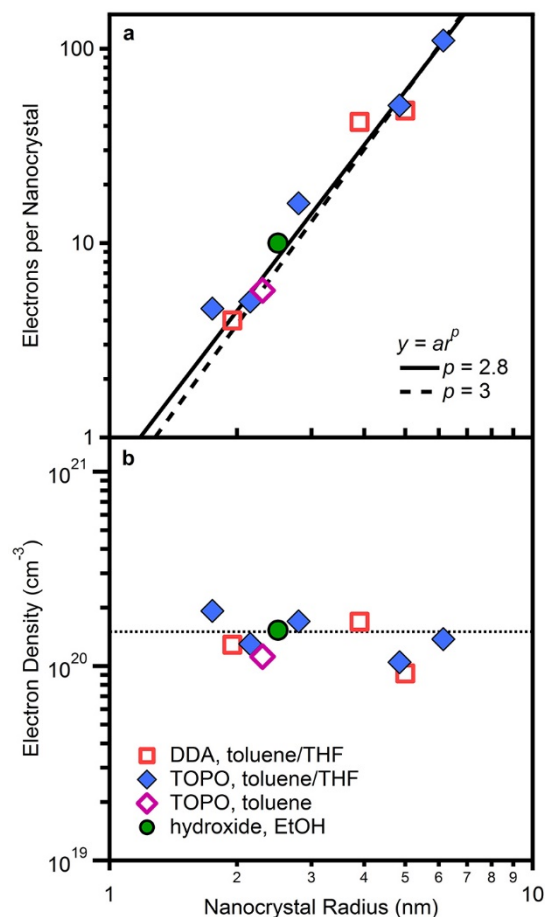 a
100
10
1
Electrons per Nanocrystal
y = ar^p
p = 2.8
p = 3
b
10^21
10^20
10^19
Electron Density (cm^-3)
DDA, toluene/THF
TOPO, toluene/THF
TOPO, toluene
hydroxide, EtOH
1 2 3 4 5 6 7 8 9 10
Nanocrystal Radius (nm)